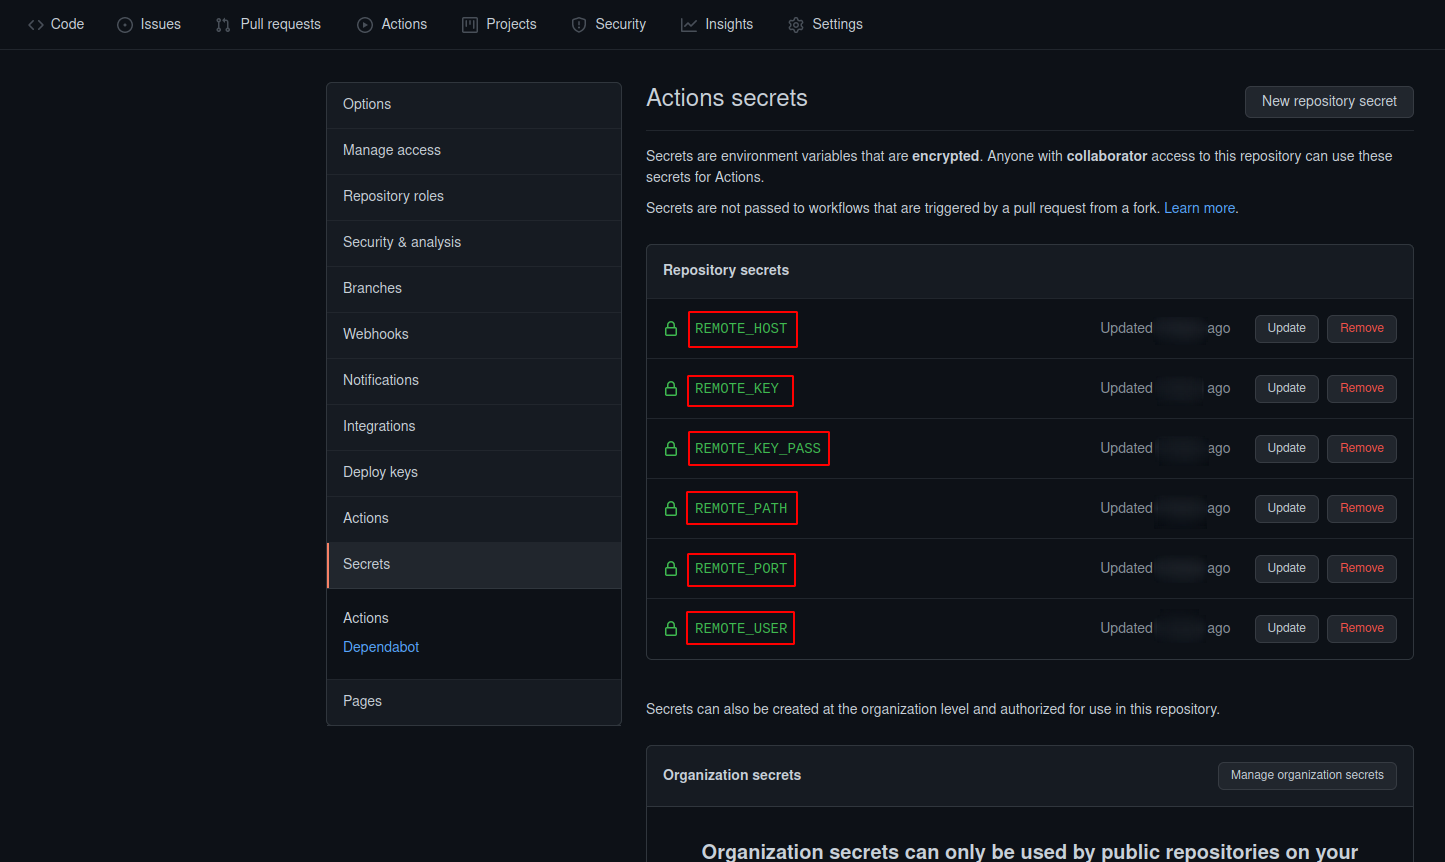 Code Issues Pull requests Actions Projects Security Insights Settings
Options
Manage access
Repository roles
Security & analysis
Branches
Webhooks
Notifications
Integrations
Deploy keys
Actions
Secrets
Actions
Dependabot
Pages
Actions secrets
New repository secret
Secrets are environment variables that are encrypted. Anyone with collaborator access to this repository can use these
secrets for Actions.
Secrets are not passed to workflows that are triggered by a pull request from a fork. Learn more.
Repository secrets
REMOTE_HOST Updated ago Update Remove
REMOTE_KEY Updated ago Update Remove
REMOTE_KEY_PASS Updated ago Update Remove
REMOTE_PATH Updated ago Update Remove
REMOTE_PORT Updated ago Update Remove
REMOTE_USER Updated ago Update Remove
Secrets can also be created at the organization level and authorized for use in this repository.
Organization secrets Manage organization secrets
Organization secrets can only be used by public repositories on your